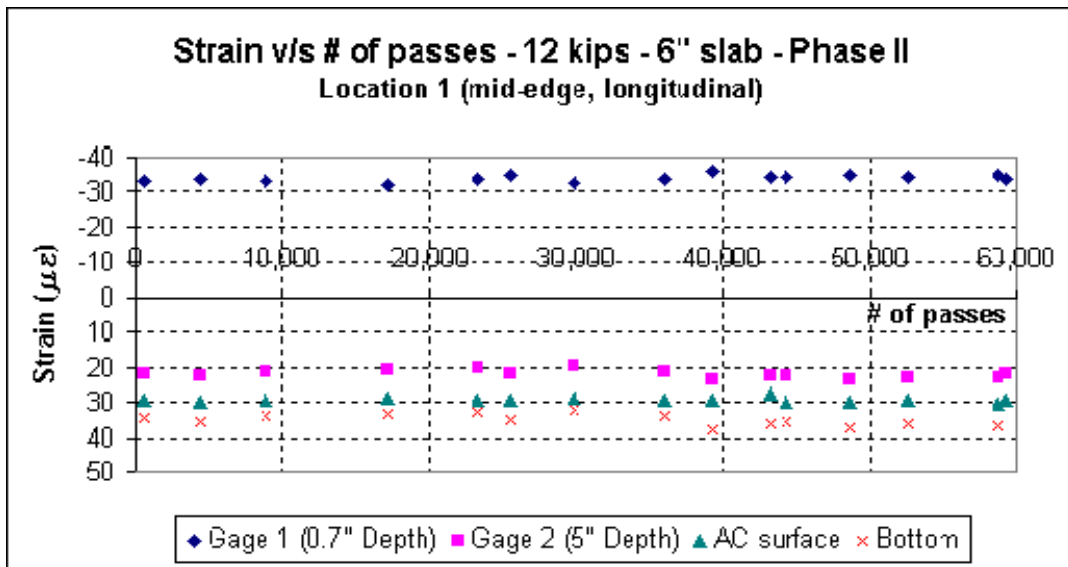 Strain v/s # of passes - 12 kips - 6" slab - Phase II
Location 1 (mid-edge, longitudinal)
-40
-30
-20
-10
0
10
20
30
40
50
Strain (με)
0 10,000 20,000 30,000 40,000 50,000 60,000
# of passes
Gage 1 (0.7" Depth) Gage 2 (5" Depth) AC surface Bottom